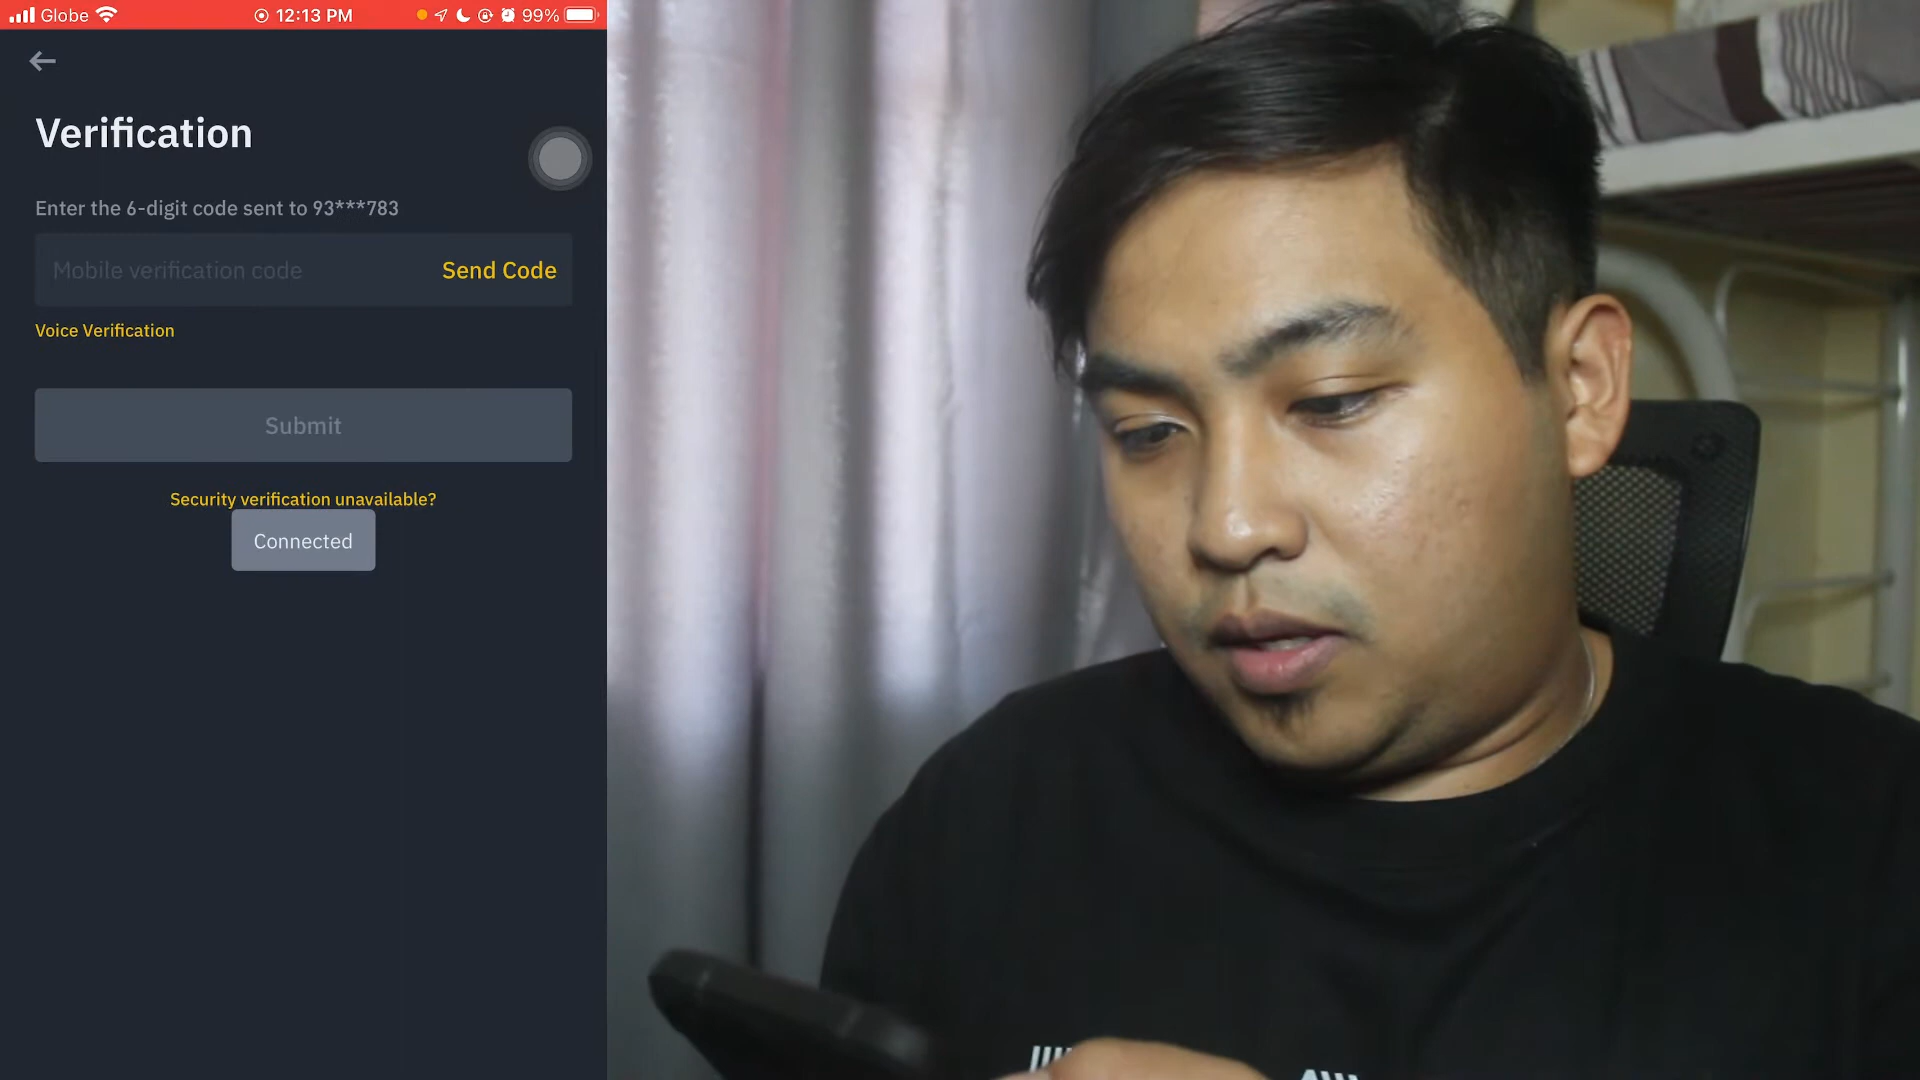 Globe 12:13 PM 99%
Verification
Enter the 6-digit code sent to 93***783
Mobile verification code Send Code
Voice Verification
Submit
Security verification unavailable?
Connected